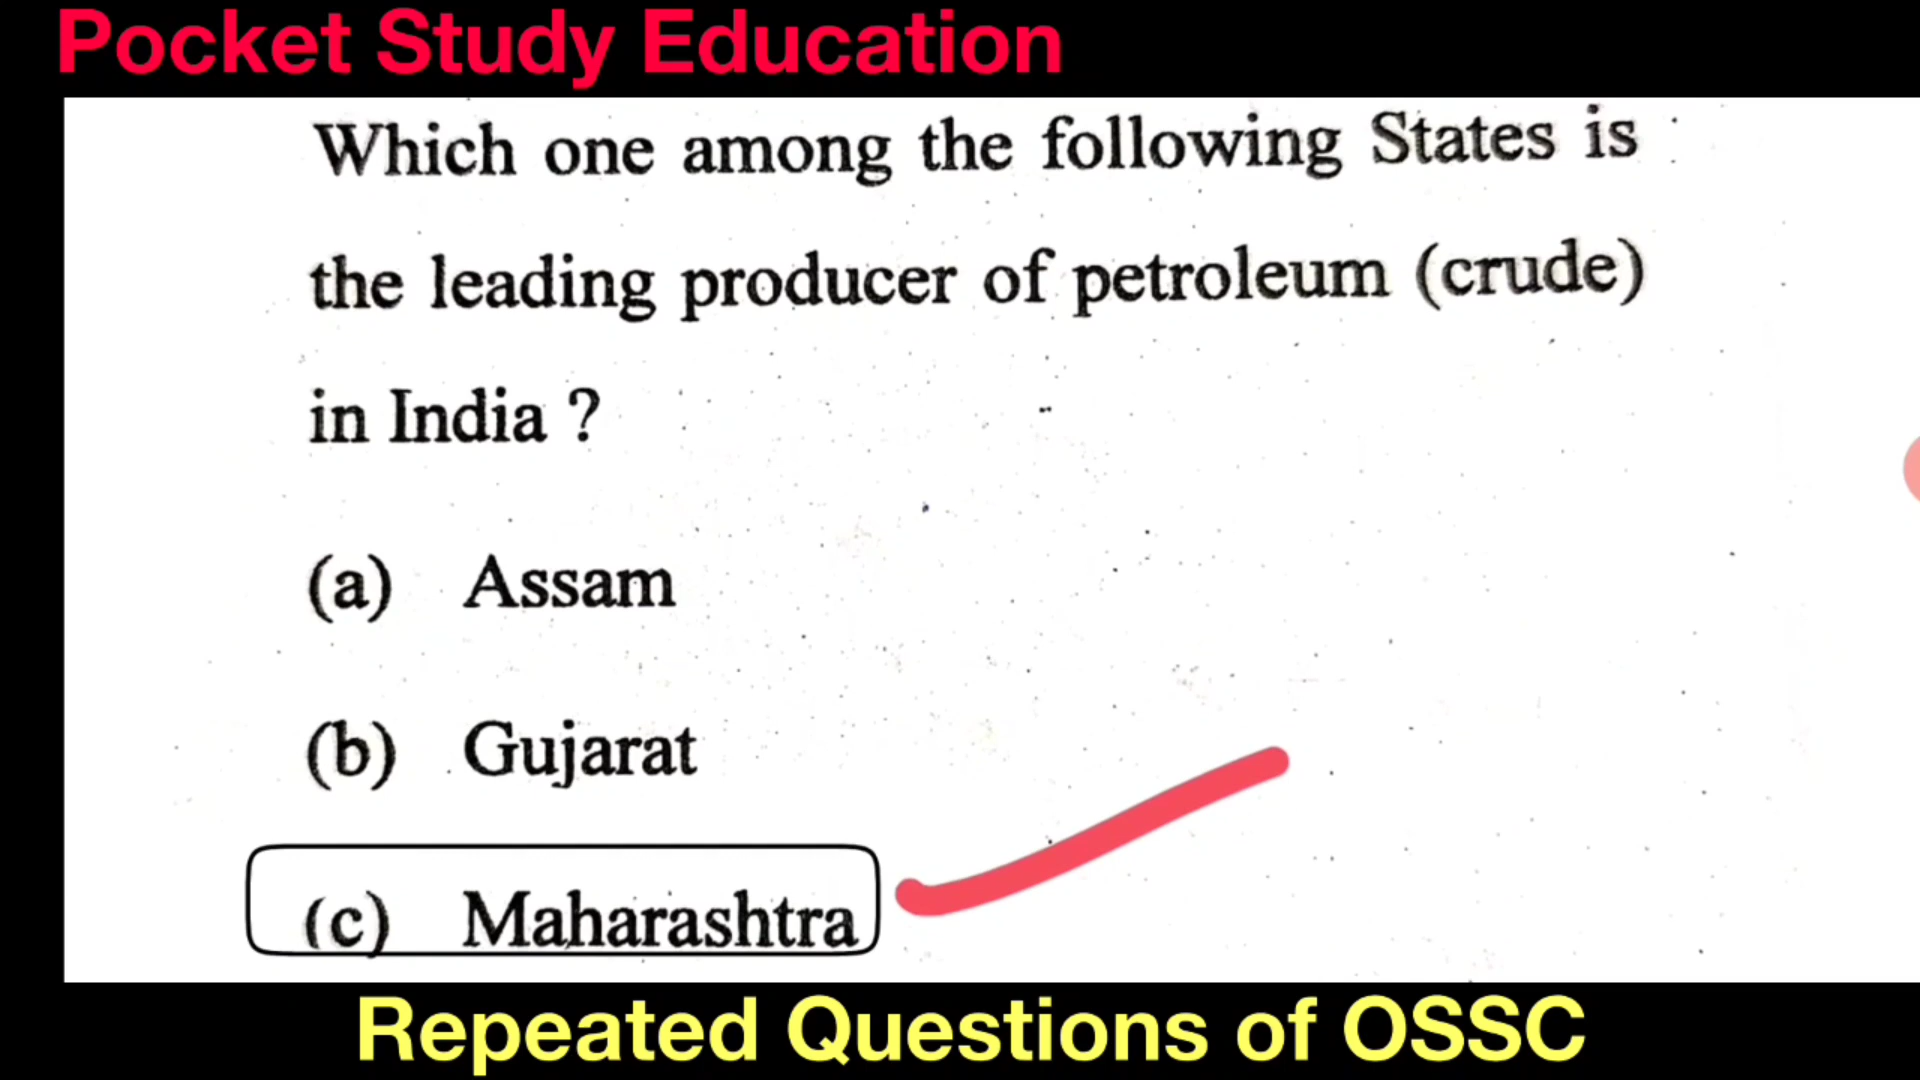 Pocket Study Education
Which one among the following States is
the leading producer of petroleum (crude)
in India ?
(a) Assam
(b) Gujarat
(c) Maharashtra
Repeated Questions of OSSC